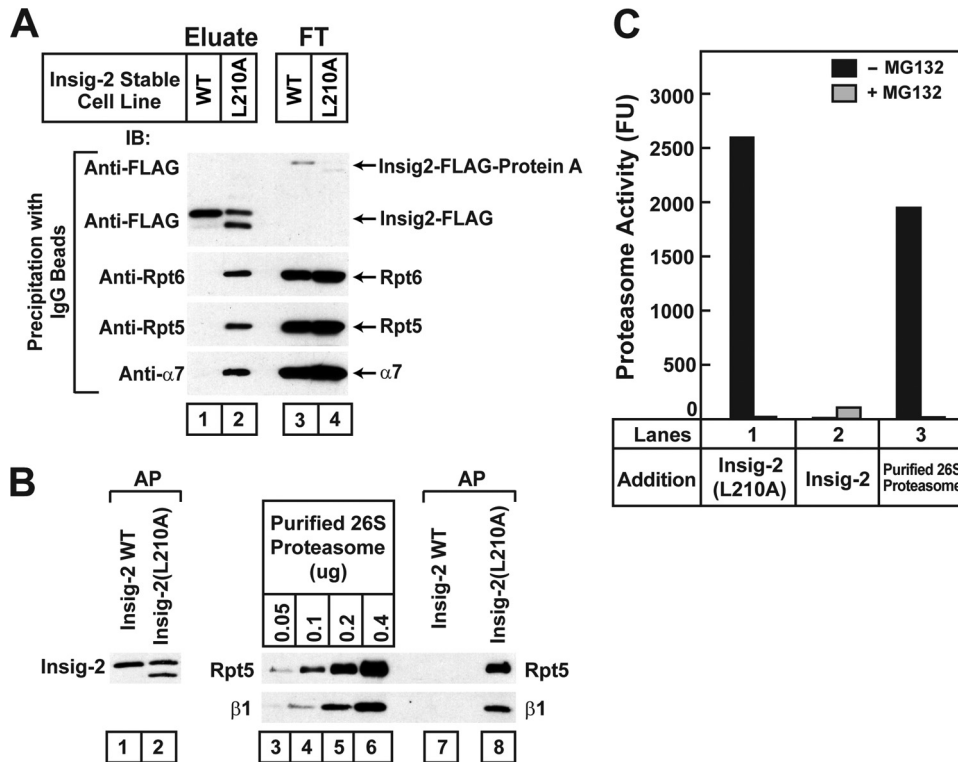 A
Eluate FT
Insig-2 Stable
Cell Line
WT L210A WT L210A
IB:
Precipitation with
IgG Beads
Anti-FLAG Insig2-FLAG-Protein A
Anti-FLAG Insig2-FLAG
Anti-Rpt6 Rpt6
Anti-Rpt5 Rpt5
Anti-α7 α7
1 2 3 4
B
AP
Insig-2 WT
Insig-2(L210A)
Purified 26S
Proteasome
(ug)
0.05 0.1 0.2 0.4
AP
Insig-2 WT
Insig-2(L210A)
Insig-2 Rpt5 Rpt5
β1 β1
1 2 3 4 5 6 7 8
C
– MG132
+ MG132
Proteasome Activity (FU)
3000
2500
2000
1500
1000
500
0
Lanes 1 2 3
Addition
Insig-2
(L210A)
Insig-2
Purified 26S
Proteasome